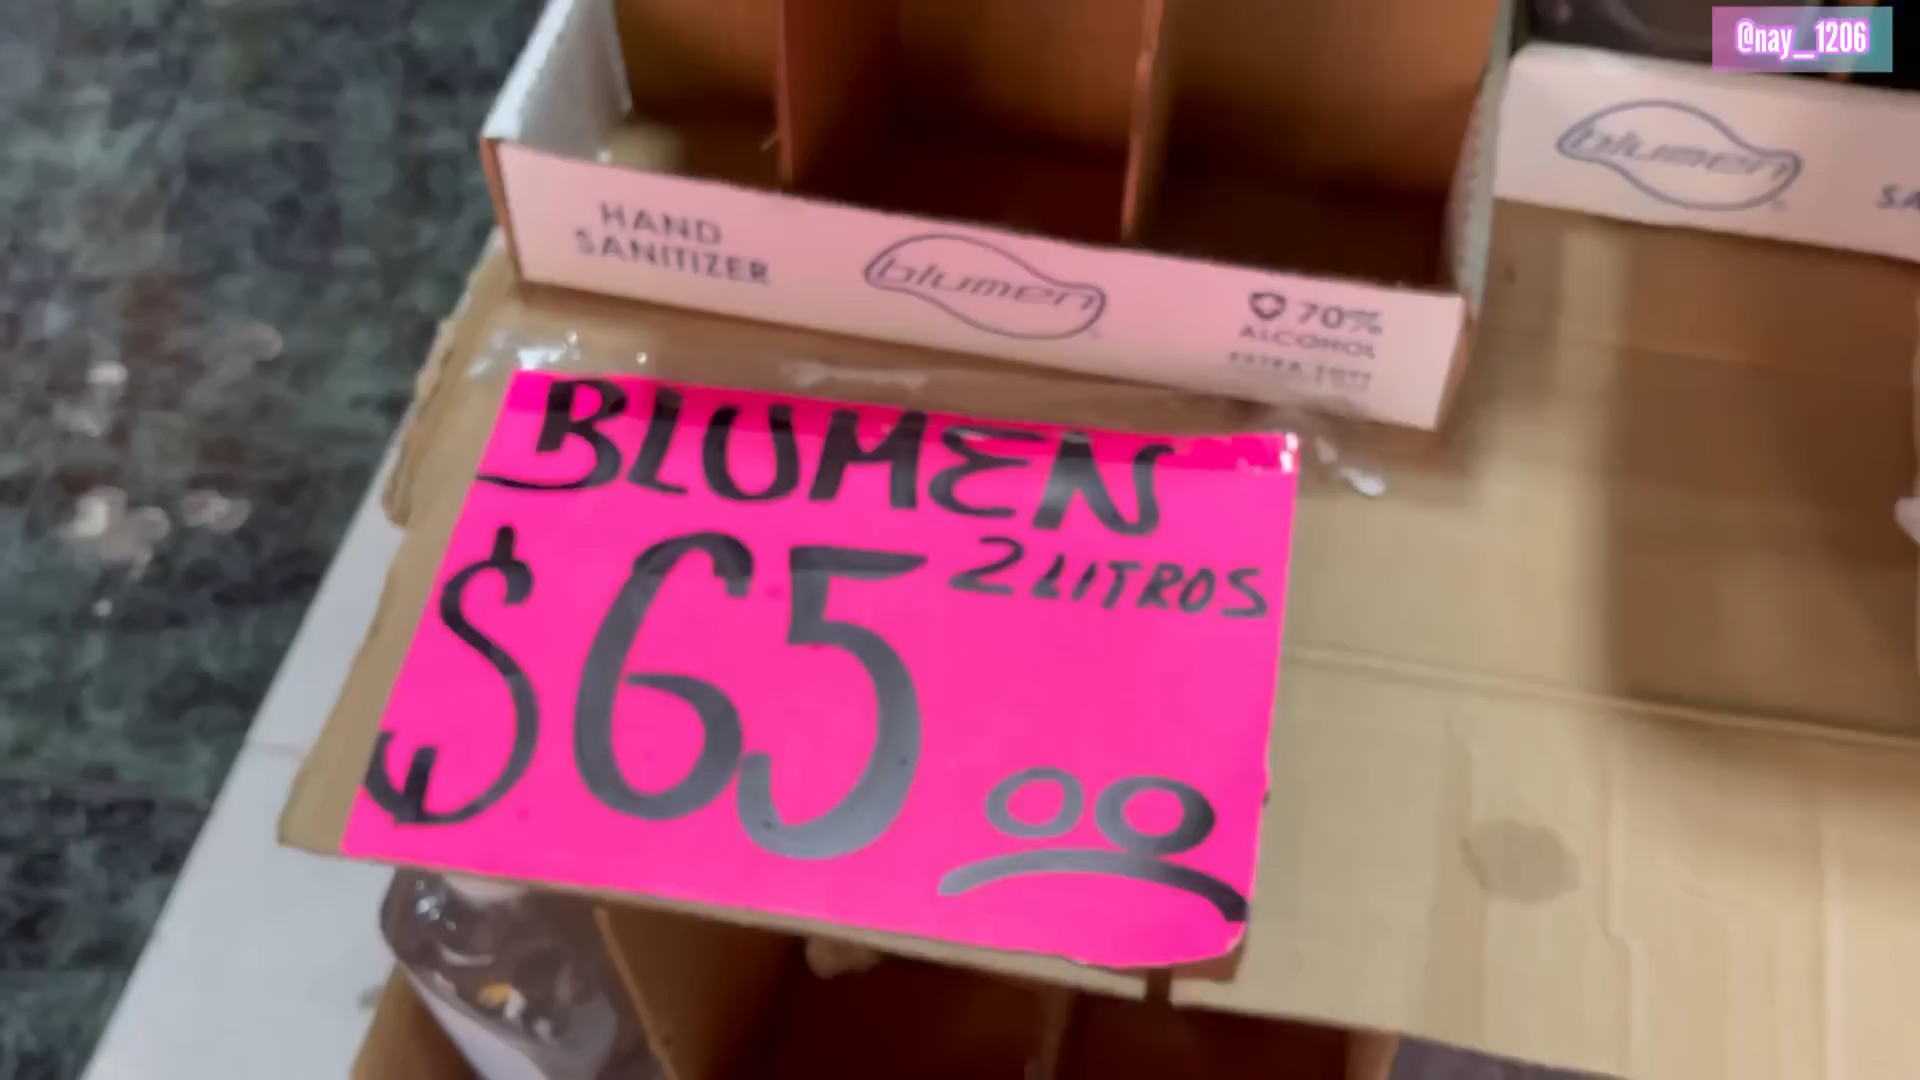 @nay__1206
blumen
HAND
SANITIZER
blumen
70%
ALCOHOL
BLUMEN
2 LITROS
$65 00